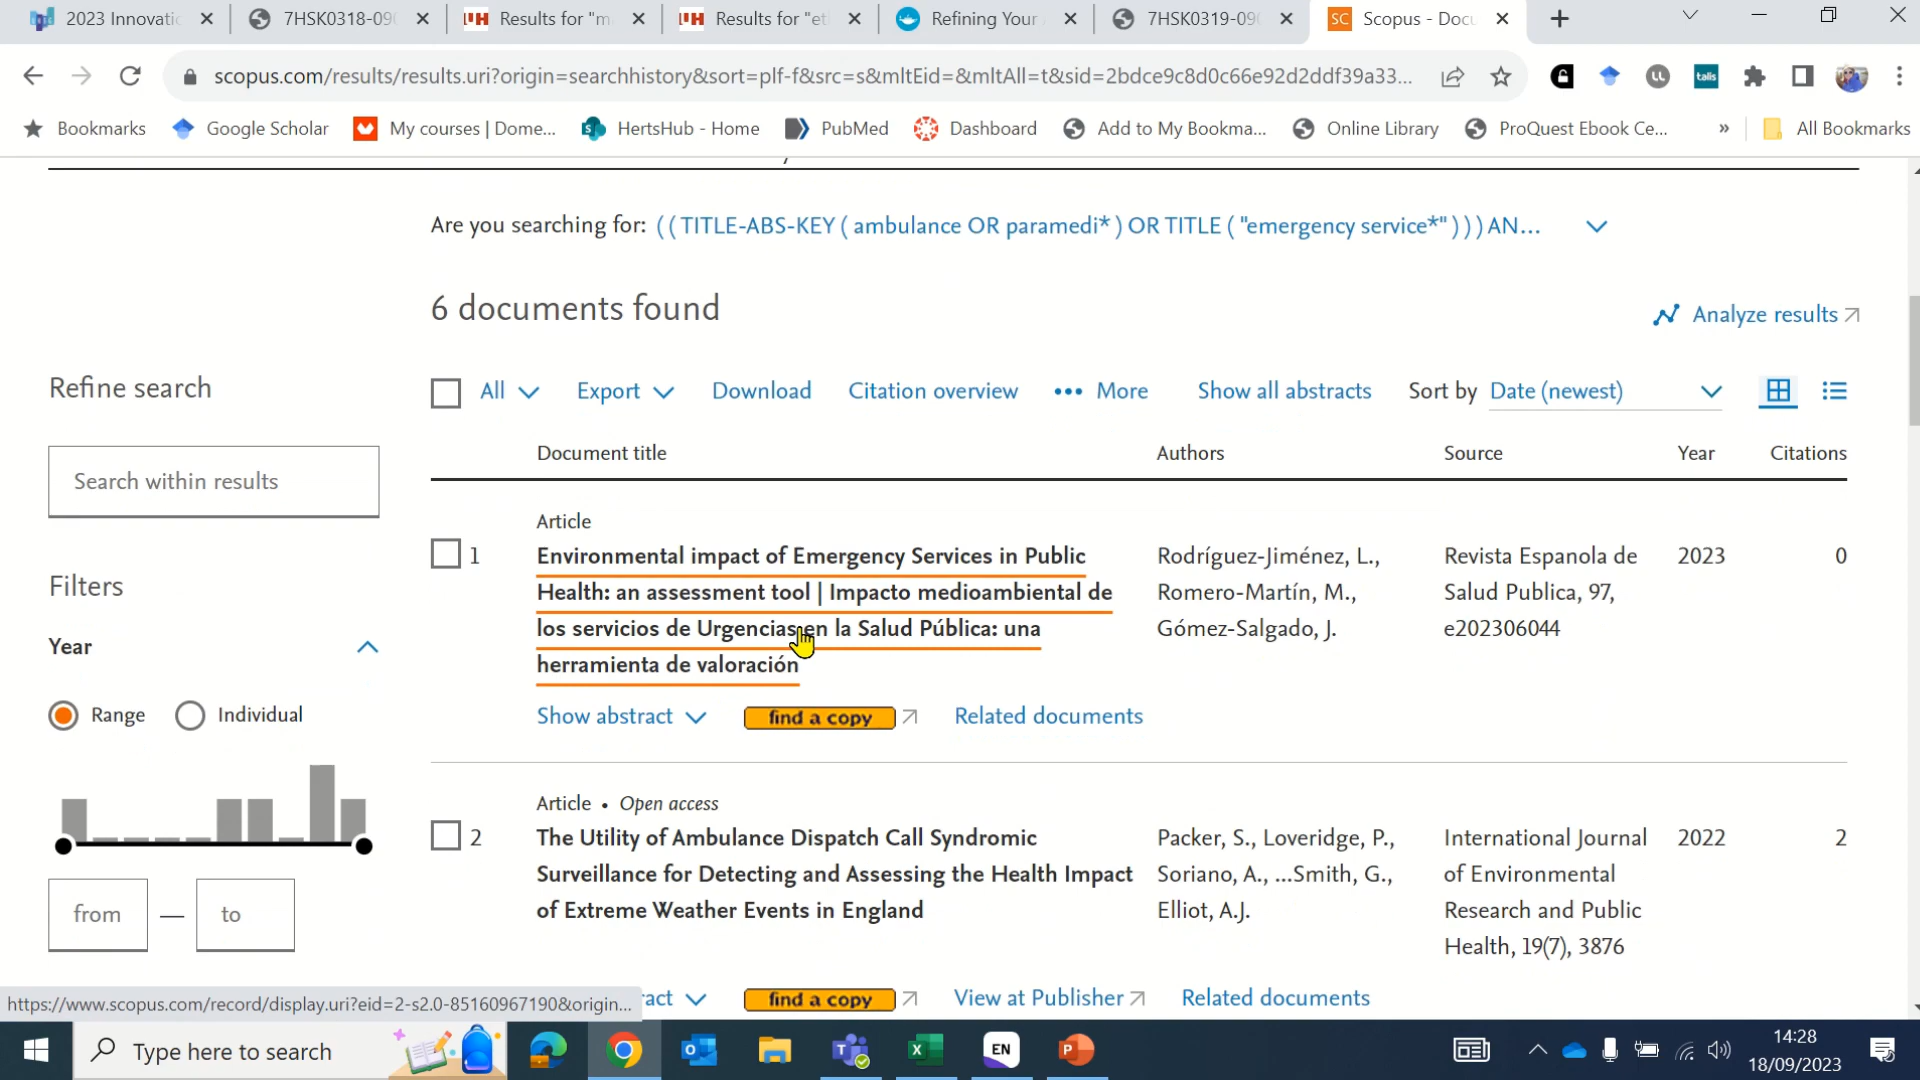 2023 Innovatic
7HSK0318-090
Results for "m
Results for "et
Refining Your
7HSK0319-090
SC
Scopus - Docu
scopus.com/results/results.uri?origin=searchhistory&sort=plf-f&src=s&mltEid=&mltAll=t&sid=2bdce9c8d0c66e92d2ddf39a33...
talis
Bookmarks
Google Scholar
My courses | Dome...
HertsHub - Home
PubMed
Dashboard
Add to My Bookma...
Online Library
ProQuest Ebook Ce...
»
All Bookmarks
Are you searching for: ( ( TITLE-ABS-KEY ( ambulance OR paramedi* ) OR TITLE ( "emergency service*" ) ) ) AN...
6 documents found
Analyze results
Refine search
All
Export
Download
Citation overview
••• More
Show all abstracts
Sort by Date (newest)
Document title
Authors
Source
Year
Citations
Search within results
Filters
Year
Range
Individual
from — to
Article
1
Environmental impact of Emergency Services in Public
Health: an assessment tool | Impacto medioambiental de
los servicios de Urgencias en la Salud Pública: una
herramienta de valoración
Rodríguez-Jiménez, L.,
Romero-Martín, M.,
Gómez-Salgado, J.
Revista Espanola de
Salud Publica, 97,
e202306044
2023
0
Show abstract
find a copy
Related documents
Article • Open access
2
The Utility of Ambulance Dispatch Call Syndromic
Surveillance for Detecting and Assessing the Health Impact
of Extreme Weather Events in England
Packer, S., Loveridge, P.,
Soriano, A., ...Smith, G.,
Elliot, A.J.
International Journal
of Environmental
Research and Public
Health, 19(7), 3876
2022
2
ract
find a copy
View at Publisher
Related documents
https://www.scopus.com/record/display.uri?eid=2-s2.0-85160967190&origin...
Type here to search
EN
14:28
18/09/2023